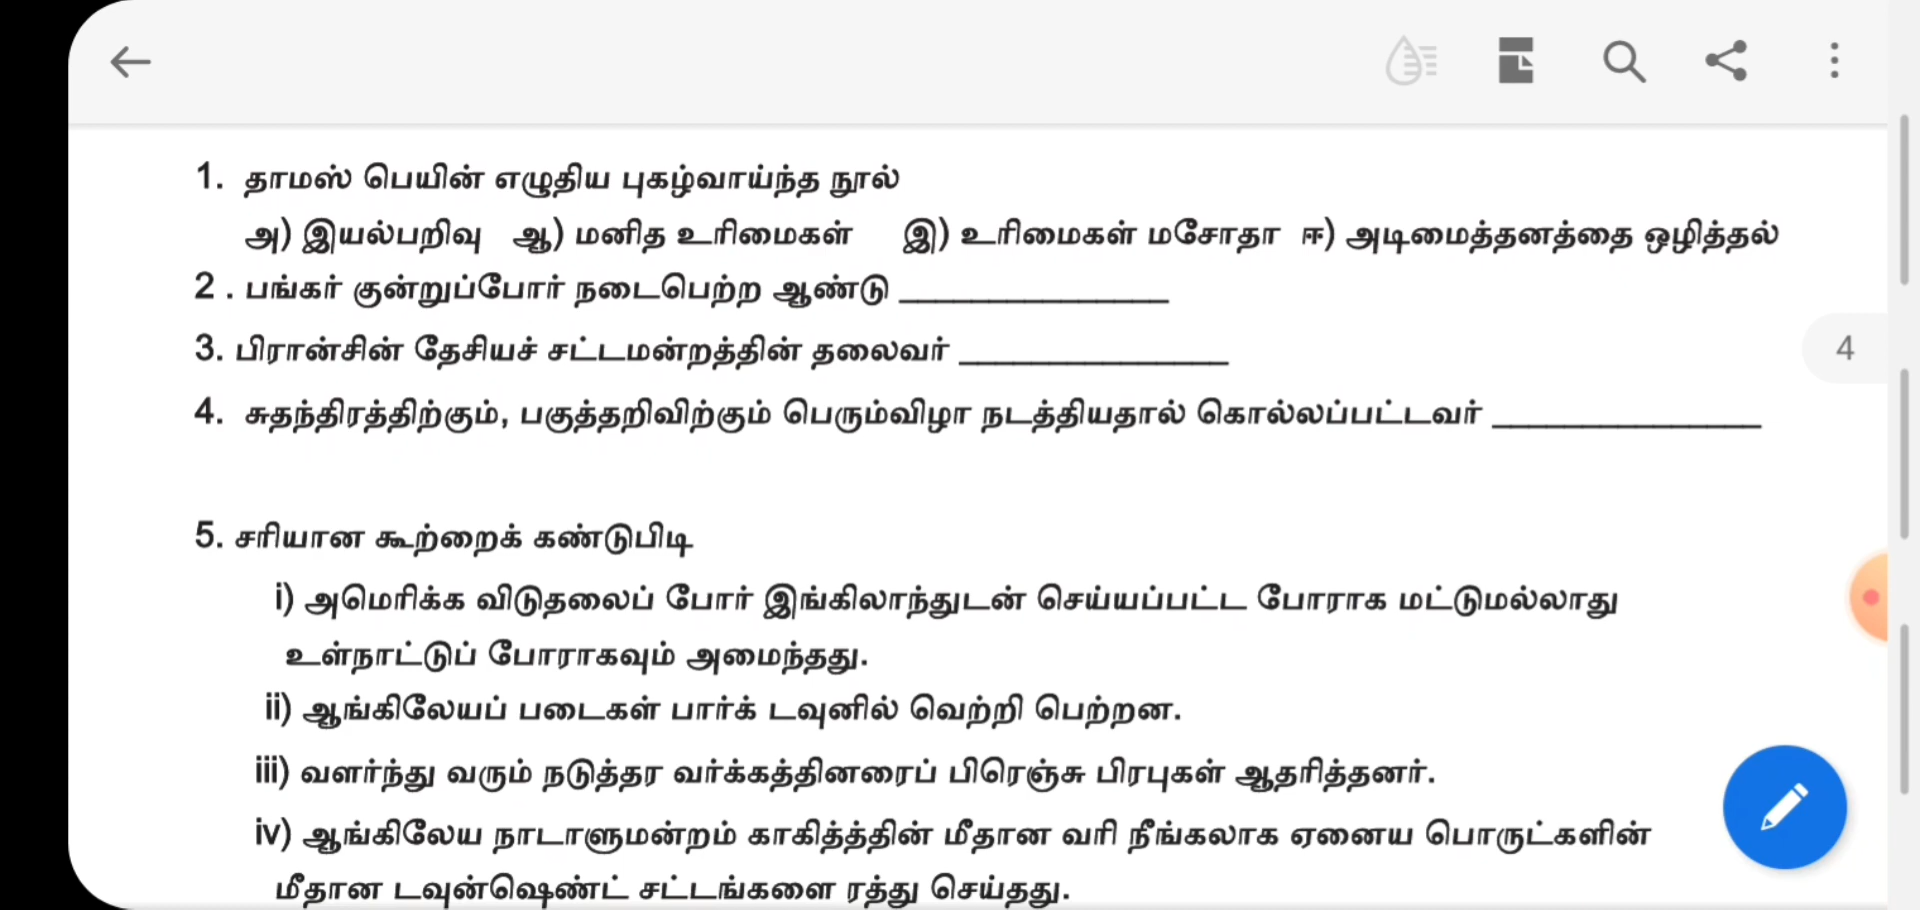 1. தாமஸ் பெயின் எழுதிய புகழ்வாய்ந்த நூல்
அ) இயல்பறிவு ஆ) மனித உரிமைகள் இ) உரிமைகள் மசோதா ஈ) அடிமைத்தனத்தை ஒழித்தல்
2 . பங்கர் குன்றுப்போர் நடைபெற்ற ஆண்டு _______________
3. பிரான்சின் தேசியச் சட்டமன்றத்தின் தலைவர் _______________
4
4. சுதந்திரத்திற்கும், பகுத்தறிவிற்கும் பெரும்விழா நடத்தியதால் கொல்லப்பட்டவர் _______________
5. சரியான கூற்றைக் கண்டுபிடி
i) அமெரிக்க விடுதலைப் போர் இங்கிலாந்துடன் செய்யப்பட்ட போராக மட்டுமல்லாது
உள்நாட்டுப் போராகவும் அமைந்தது.
ii) ஆங்கிலேயப் படைகள் பார்க் டவுனில் வெற்றி பெற்றன.
iii) வளர்ந்து வரும் நடுத்தர வர்க்கத்தினரைப் பிரெஞ்சு பிரபுகள் ஆதரித்தனர்.
iv) ஆங்கிலேய நாடாளுமன்றம் காகித்த்தின் மீதான வரி நீங்கலாக ஏனைய பொருட்களின்
மீதான டவுன்ஷெண்ட் சட்டங்களை ரத்து செய்தது.